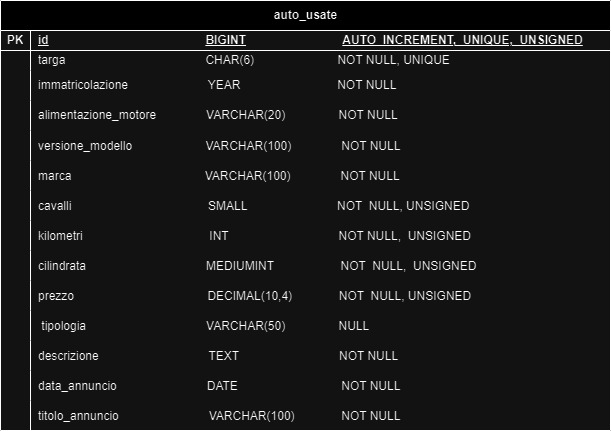 auto_usate
PK id BIGINT AUTO_INCREMENT, UNIQUE, UNSIGNED
targa CHAR(6) NOT NULL, UNIQUE
immatricolazione YEAR NOT NULL
alimentazione_motore VARCHAR(20) NOT NULL
versione_modello VARCHAR(100) NOT NULL
marca VARCHAR(100) NOT NULL
cavalli SMALL NOT NULL, UNSIGNED
kilometri INT NOT NULL, UNSIGNED
cilindrata MEDIUMINT NOT NULL, UNSIGNED
prezzo DECIMAL(10,4) NOT NULL, UNSIGNED
tipologia VARCHAR(50) NULL
descrizione TEXT NOT NULL
data_annuncio DATE NOT NULL
titolo_annuncio VARCHAR(100) NOT NULL